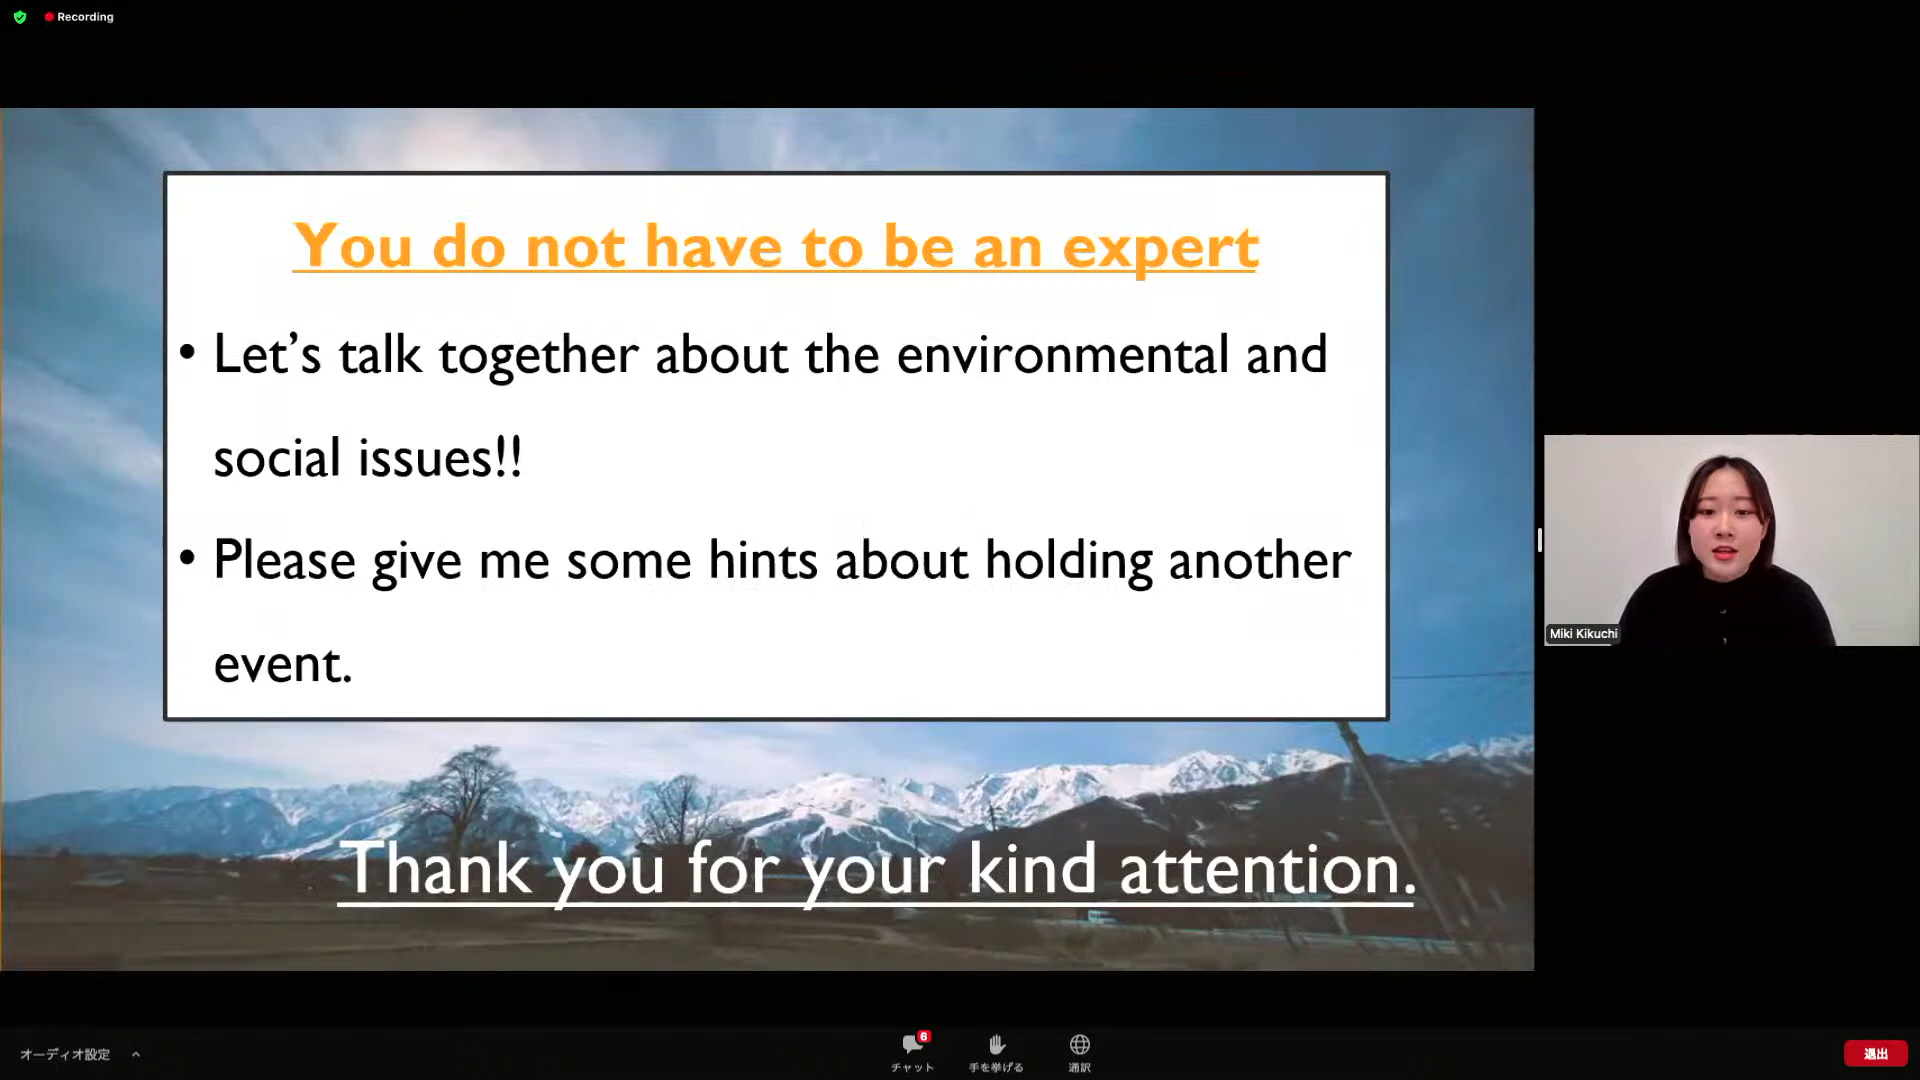 Recording
You do not have to be an expert
• Let’s talk together about the environmental and
social issues!!
• Please give me some hints about holding another
event.
Thank you for your kind attention.
Miki Kikuchi
オーディオ設定
6
チャット
手を挙げる
通訳
退出